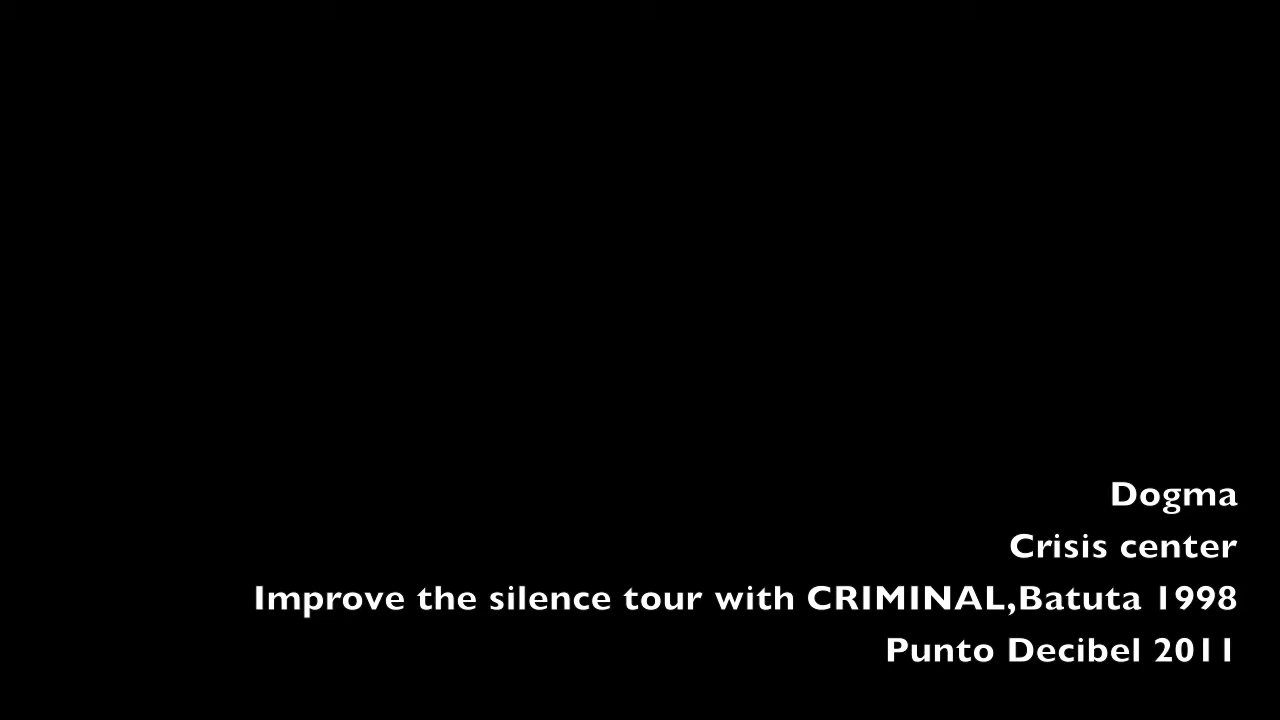 Dogma
Crisis center
Improve the silence tour with CRIMINAL,Batuta 1998
Punto Decibel 2011